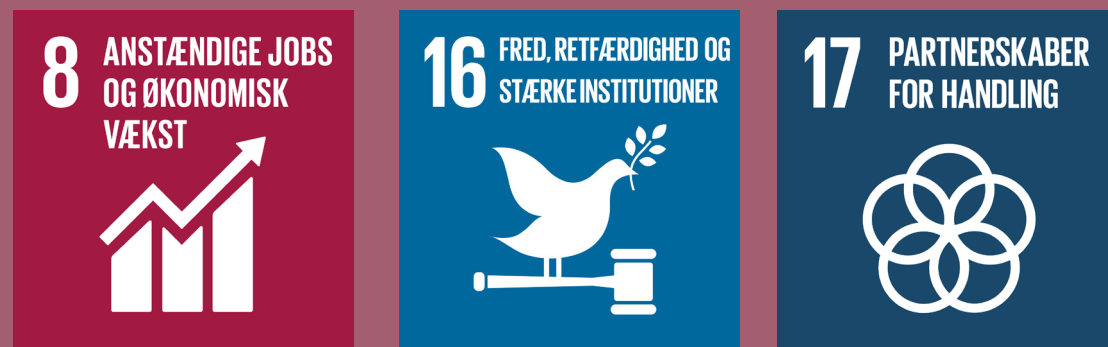 8 ANSTÆNDIGE JOBS
OG ØKONOMISK
VÆKST
16 FRED, RETFÆRDIGHED OG
STÆRKE INSTITUTIONER
17 PARTNERSKABER
FOR HANDLING